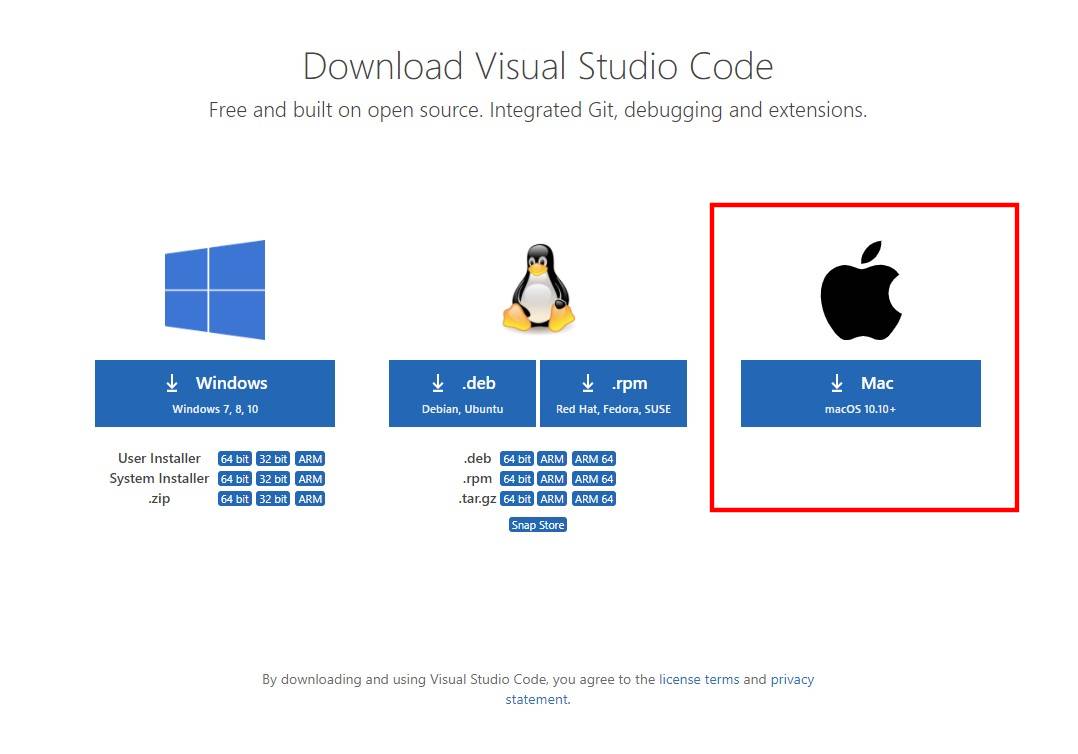 Download Visual Studio Code
Free and built on open source. Integrated Git, debugging and extensions.
Windows
Windows 7, 8, 10
User Installer 64 bit 32 bit ARM
System Installer 64 bit 32 bit ARM
.zip 64 bit 32 bit ARM
.deb
Debian, Ubuntu
.rpm
Red Hat, Fedora, SUSE
.deb 64 bit ARM ARM 64
.rpm 64 bit ARM ARM 64
.tar.gz 64 bit ARM ARM 64
Snap Store
Mac
macOS 10.10+
By downloading and using Visual Studio Code, you agree to the license terms and privacy
statement.